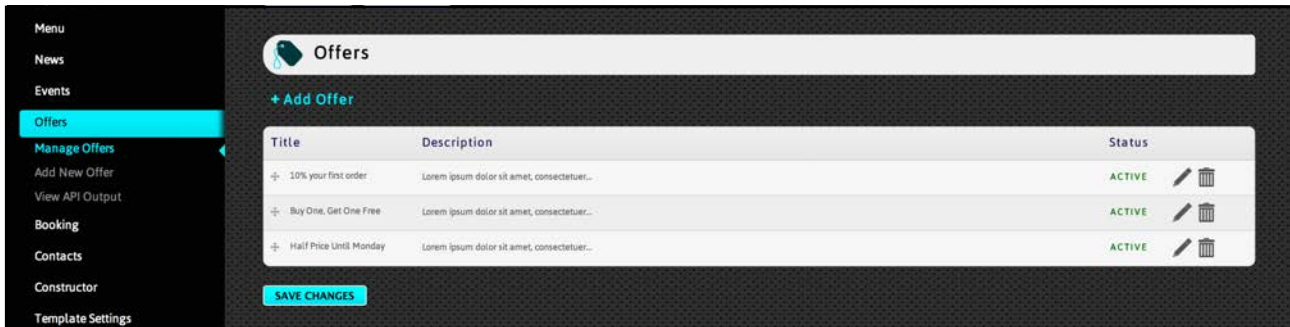 Menu
News
Events
Offers
Manage Offers
Add New Offer
View API Output
Booking
Contacts
Constructor
Template Settings
Offers
+ Add Offer
Title Description Status
10% your first order Lorem ipsum dolor sit amet, consectetuer... ACTIVE
Buy One, Get One Free Lorem ipsum dolor sit amet, consectetuer... ACTIVE
Half Price Until Monday Lorem ipsum dolor sit amet, consectetuer... ACTIVE
SAVE CHANGES